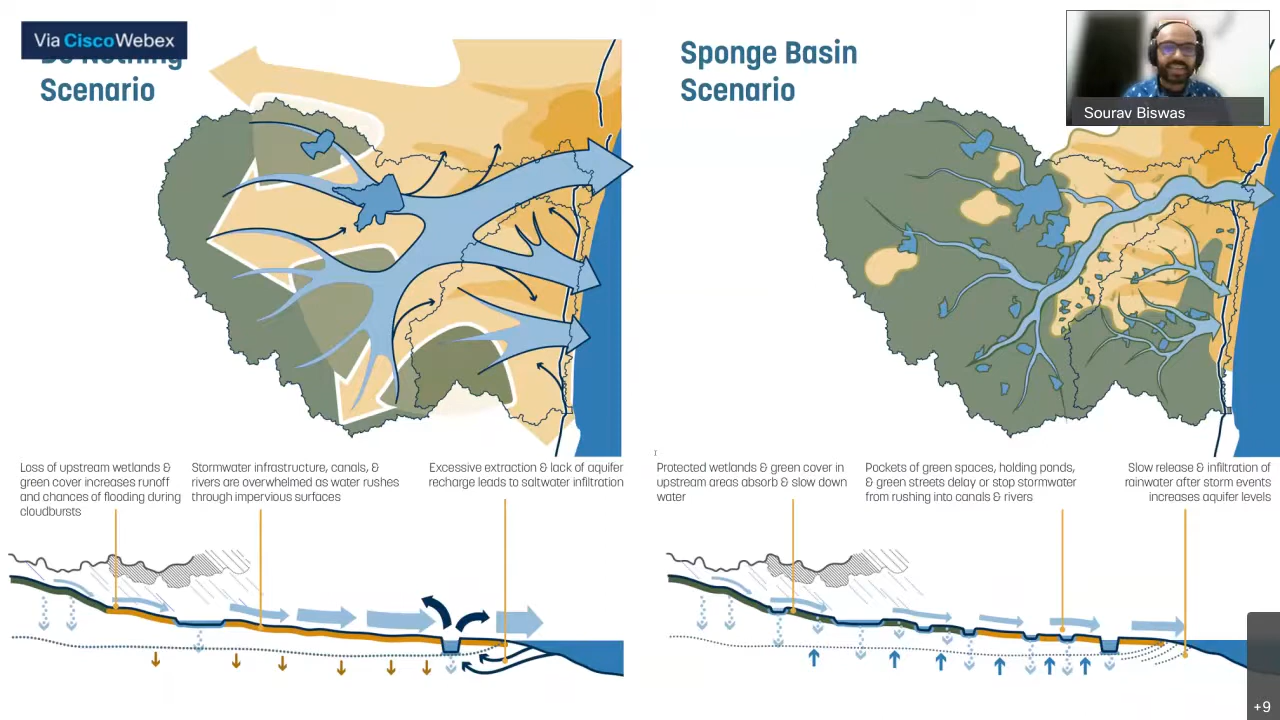 Via Cisco Webex
Do Nothing
Scenario
Sponge Basin
Scenario
Sourav Biswas
Loss of upstream wetlands &
green cover increases runoff
and chances of flooding during
cloudbursts
Stormwater infrastructure, canals, &
rivers are overwhelmed as water rushes
through impervious surfaces
Excessive extraction & lack of aquifer
recharge leads to saltwater infiltration
Protected wetlands & green cover in
upstream areas absorb & slow down
water
Pockets of green spaces, holding ponds,
& green streets delay or stop stormwater
from rushing into canals & rivers
Slow release & infiltration of
rainwater after storm events
increases aquifer levels
+9